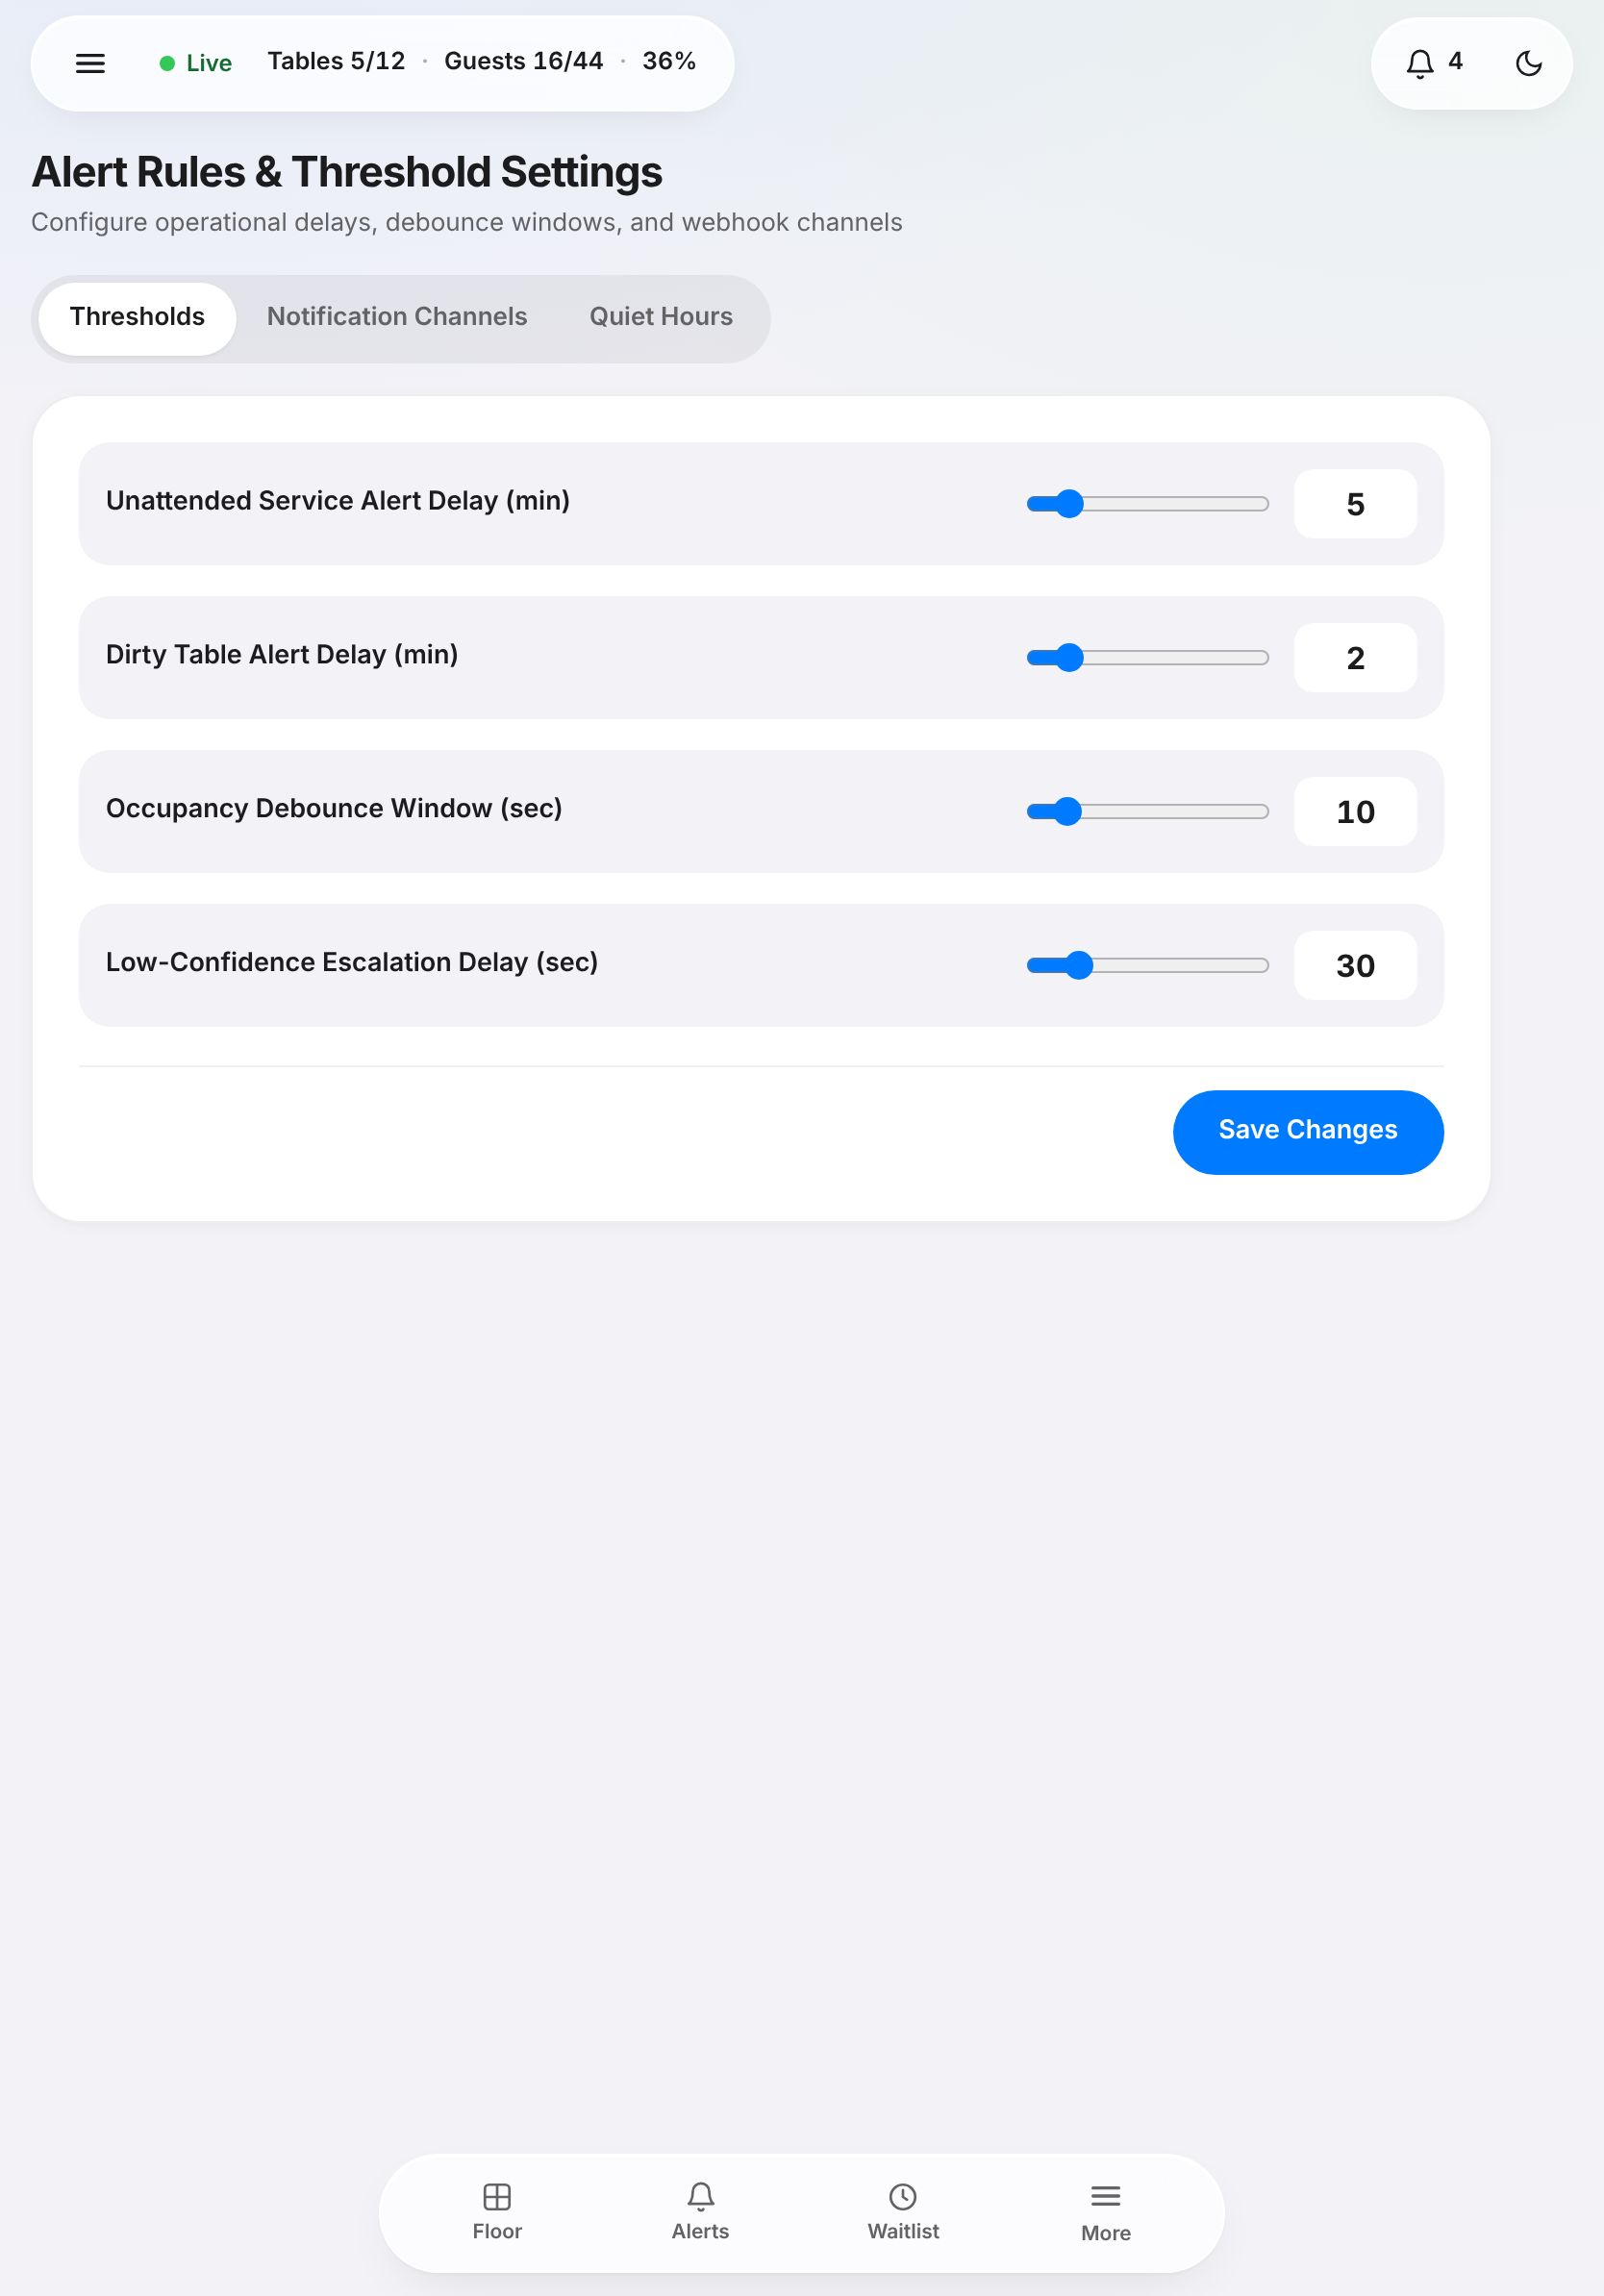 Live Tables 5/12 · Guests 16/44 · 36%
4
Alert Rules & Threshold Settings
Configure operational delays, debounce windows, and webhook channels
Thresholds Notification Channels Quiet Hours
Unattended Service Alert Delay (min) 5
Dirty Table Alert Delay (min) 2
Occupancy Debounce Window (sec) 10
Low-Confidence Escalation Delay (sec) 30
Save Changes
Floor Alerts Waitlist More